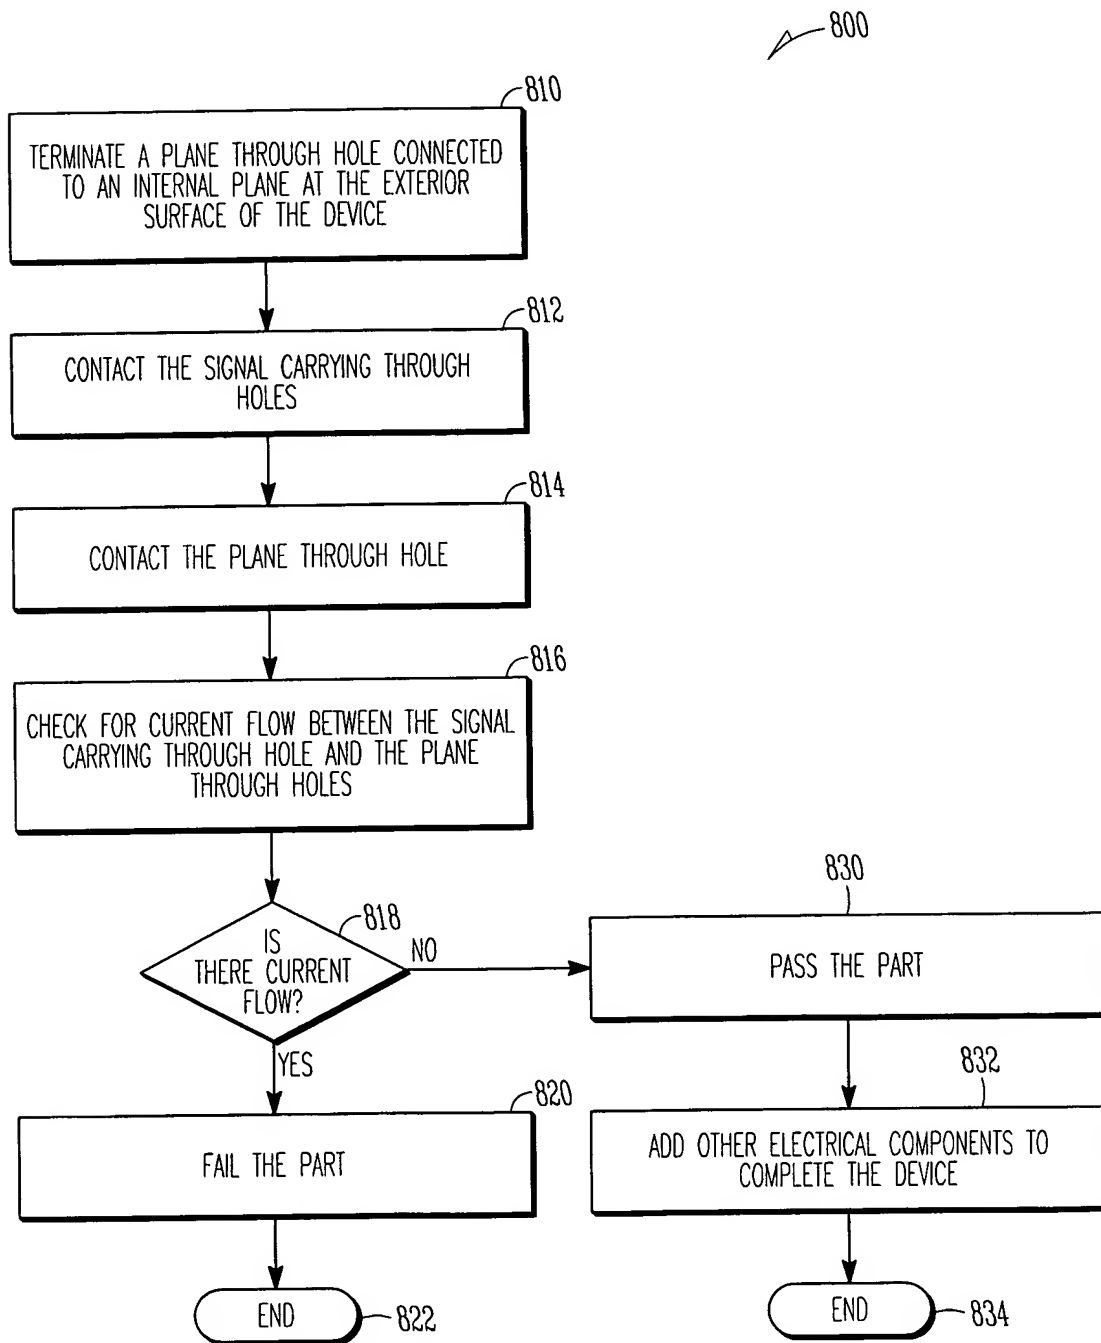 800
810
TERMINATE A PLANE THROUGH HOLE CONNECTED
TO AN INTERNAL PLANE AT THE EXTERIOR
SURFACE OF THE DEVICE
812
CONTACT THE SIGNAL CARRYING THROUGH
HOLES
814
CONTACT THE PLANE THROUGH HOLE
816
CHECK FOR CURRENT FLOW BETWEEN THE SIGNAL
CARRYING THROUGH HOLE AND THE PLANE
THROUGH HOLES
818
IS
THERE CURRENT
FLOW?
NO
YES
830
PASS THE PART
820
FAIL THE PART
832
ADD OTHER ELECTRICAL COMPONENTS TO
COMPLETE THE DEVICE
END
822
END
834